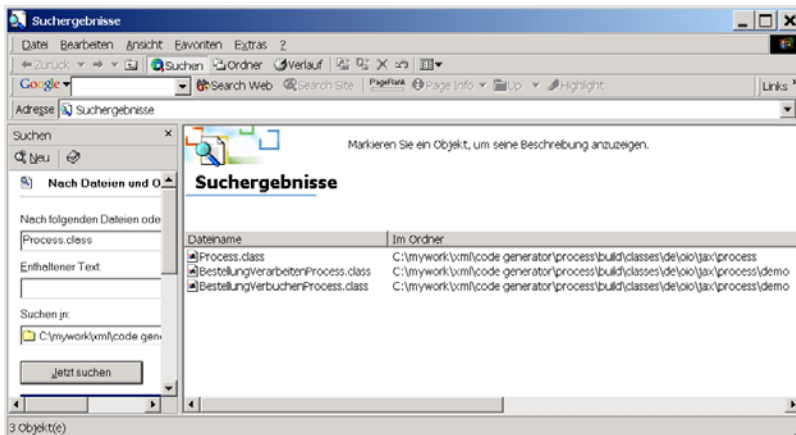 Suchergebnisse
Datei Bearbeiten Ansicht Favoriten Extras ?
Zurück Suchen Ordner Verlauf
Google Search Web Search Site PageRank Page Info Up Highlight Links
Adresse Suchergebnisse
Suchen
Neu
Nach Dateien und O
Nach folgenden Dateien ode
Process.class
Enthaltener Text:
Suchen in:
C:\mywork\xml\code gen
Jetzt suchen
Markieren Sie ein Objekt, um seine Beschreibung anzuzeigen.
Suchergebnisse
Dateiname Im Ordner
Process.class C:\mywork\xml\code generator\process\build\classes\de\oio\jax\process
BestellungVerarbeitenProcess.class C:\mywork\xml\code generator\process\build\classes\de\oio\jax\process\demo
BestellungVerbuchenProcess.class C:\mywork\xml\code generator\process\build\classes\de\oio\jax\process\demo
3 Objekt(e)